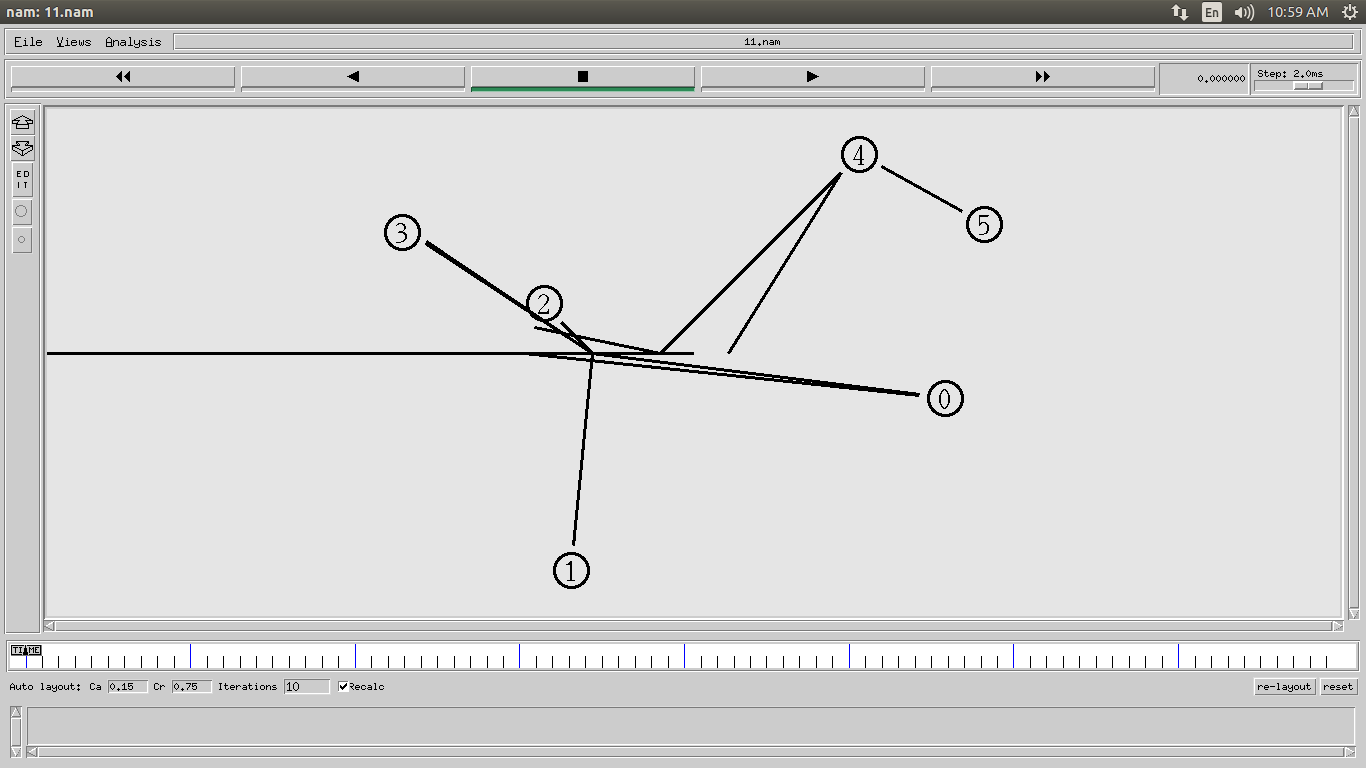 nam: 11.nam
En
10:59 AM
File Views Analysis
11.nam
0.000000
Step: 2.0ms
ED
IT
4
5
3
2
0
1
TIME
Auto layout: Ca 0.15 Cr 0.75 Iterations 10 Recalc
re-layout reset